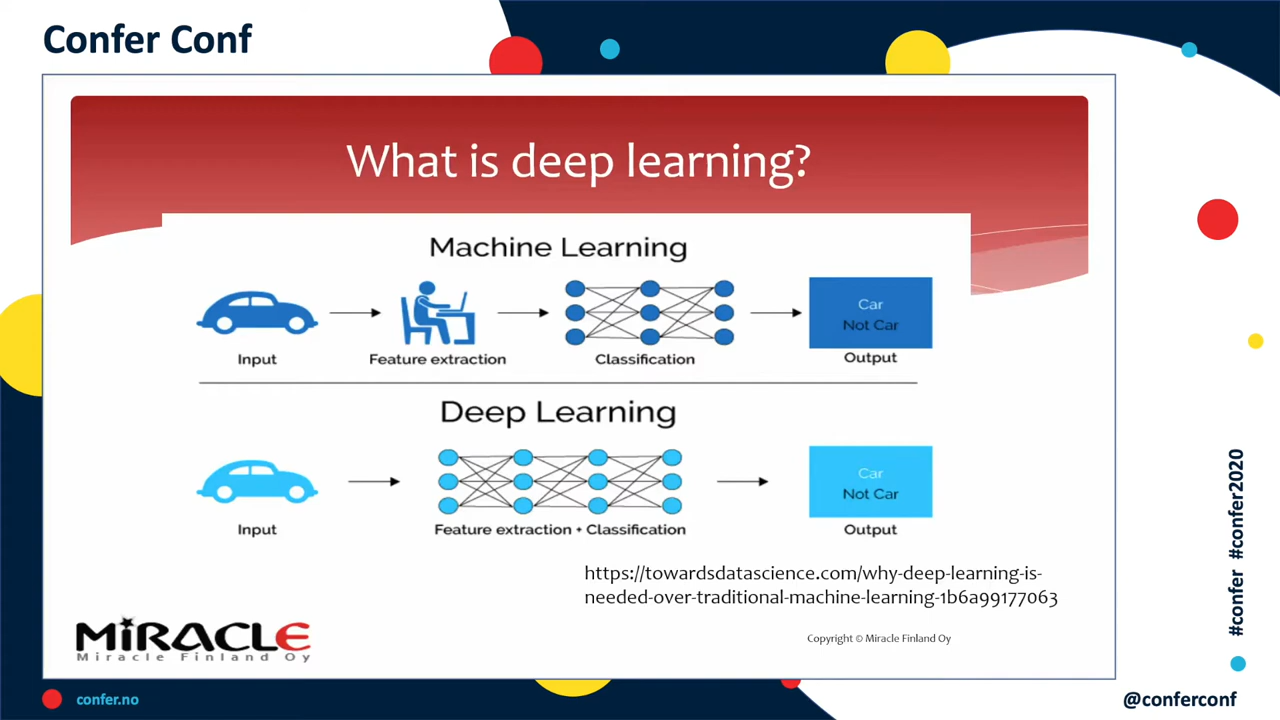 Confer Conf
What is deep learning?
Machine Learning
Input
Feature extraction
Classification
Car
Not Car
Output
Deep Learning
Input
Feature extraction + Classification
Car
Not Car
Output
https://towardsdatascience.com/why-deep-learning-is-
needed-over-traditional-machine-learning-1b6a99177063
MIRACLE
Miracle Finland Oy
Copyright © Miracle Finland Oy
#confer #confer2020
confer.no
@conferconf